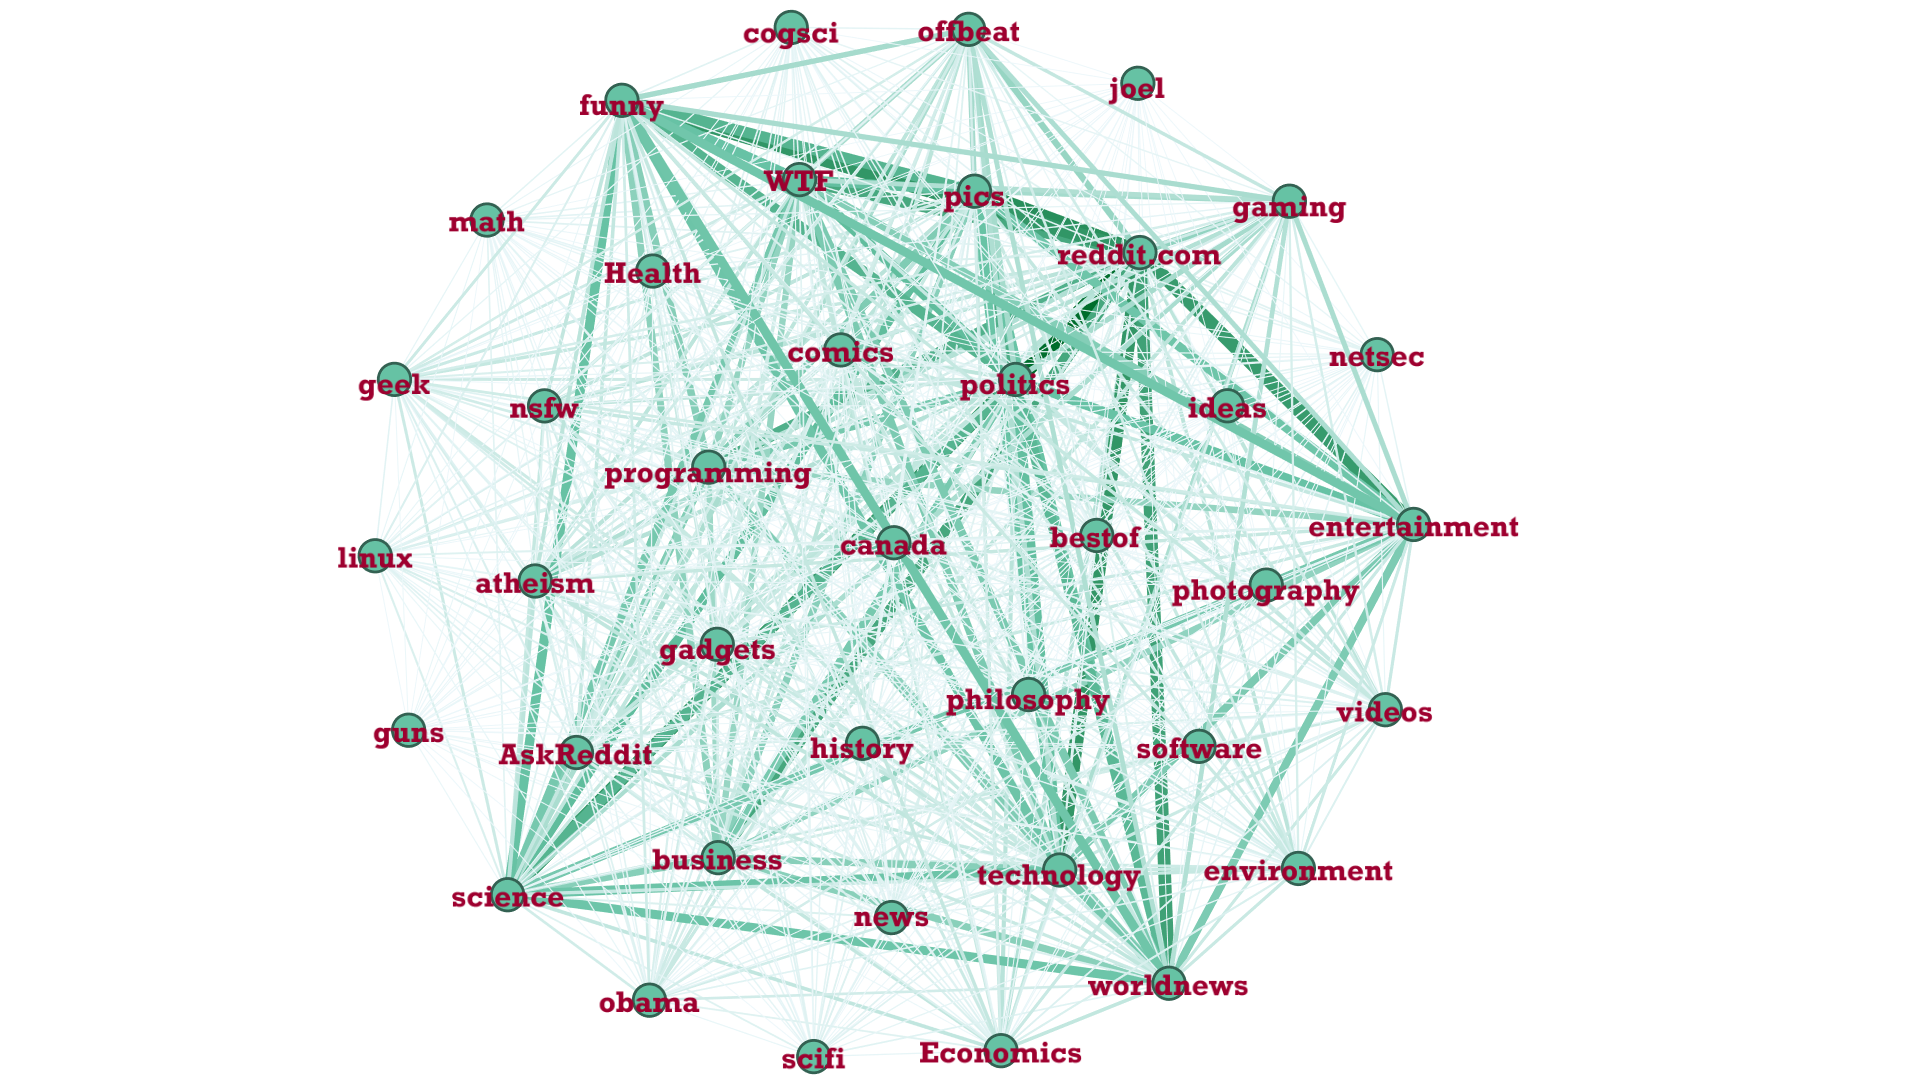 cogsci
offbeat
joel
funny
WTF
pics
gaming
math
reddit.com
Health
comics
netsec
geek
politics
nsfw
ideas
programming
entertainment
canada
bestof
linux
atheism
photography
gadgets
philosophy
videos
guns
AskReddit
history
software
business
technology
environment
science
news
worldnews
obama
scifi
Economics